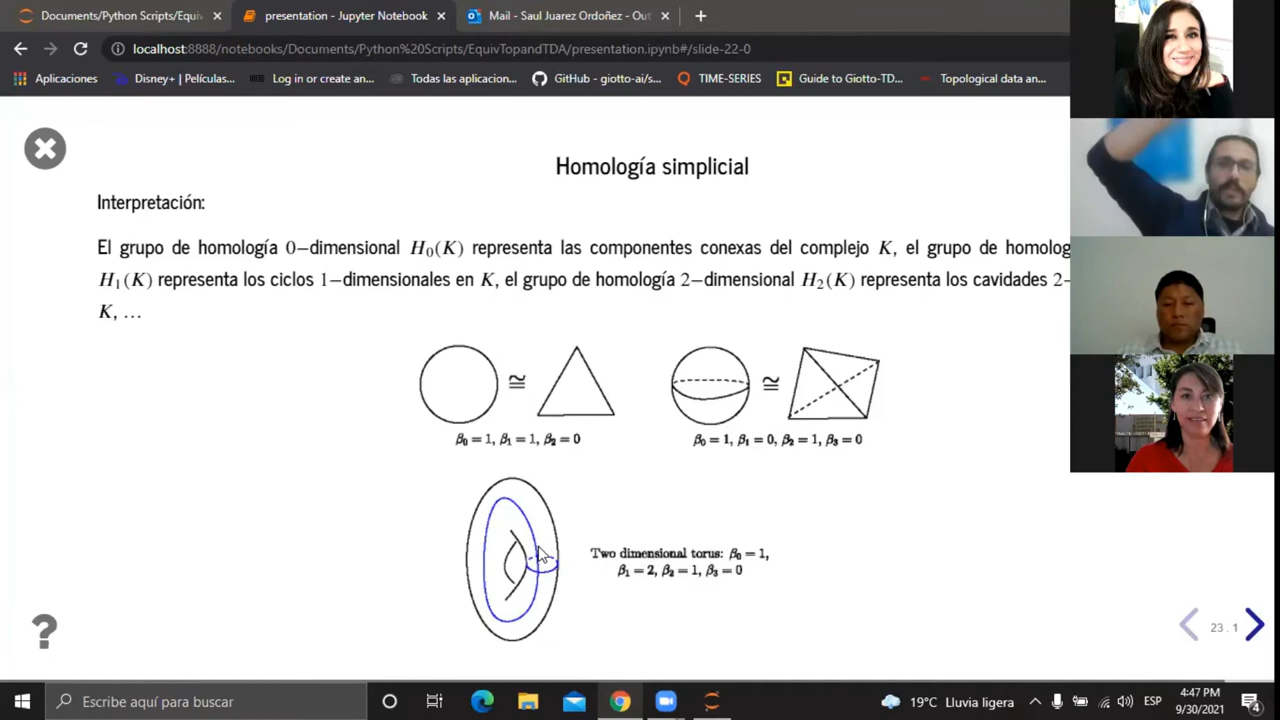 Documents/Python Scripts/Equiv
presentation - Jupyter Notebook
Mail - Saul Juarez Ordoñez - Out
localhost:8888/notebooks/Documents/Python%20Scripts/EquivTopandTDA/presentation.ipynb#/slide-22-0
Aplicaciones
Disney+ | Películas...
Log in or create an...
Todas las aplicacion...
GitHub - giotto-ai/s...
TIME-SERIES
Guide to Giotto-TD...
Topological data an...
Homología simplicial
Interpretación:
El grupo de homología 0−dimensional H₀(K) representa las componentes conexas del complejo K, el grupo de homolog
H₁(K) representa los ciclos 1−dimensionales en K, el grupo de homología 2−dimensional H₂(K) representa los cavidades 2−
K, …
≅
≅
β₀ = 1, β₁ = 1, β₂ = 0
β₀ = 1, β₁ = 0, β₂ = 1, β₃ = 0
Two dimensional torus: β₀ = 1,
β₁ = 2, β₂ = 1, β₃ = 0
?
23 . 1
Escribe aquí para buscar
19°C Lluvia ligera
ESP
4:47 PM
9/30/2021
4